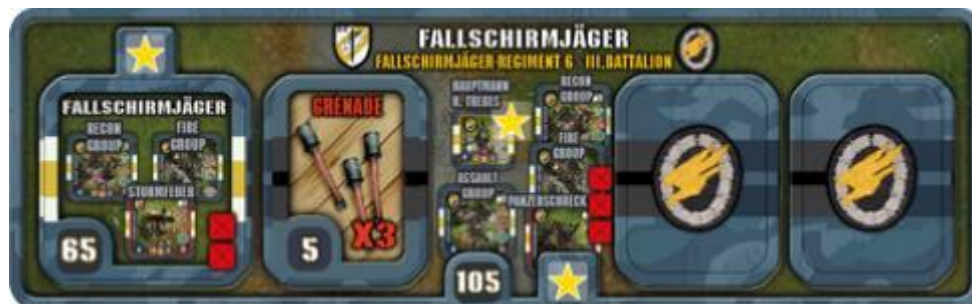 FALLSCHIRMJÄGER
FALLSCHIRMJÄGER-REGIMENT 6 III.BATTALION
FALLSCHIRMJÄGER
RECON GROUP
FIRE GROUP
STORMFEUER
65
GRENADE
X3
5
HAUPTMANN
H. TREBES
RECON GROUP
FIRE GROUP
ASSAULT GROUP
PANZERSCHRECK
105